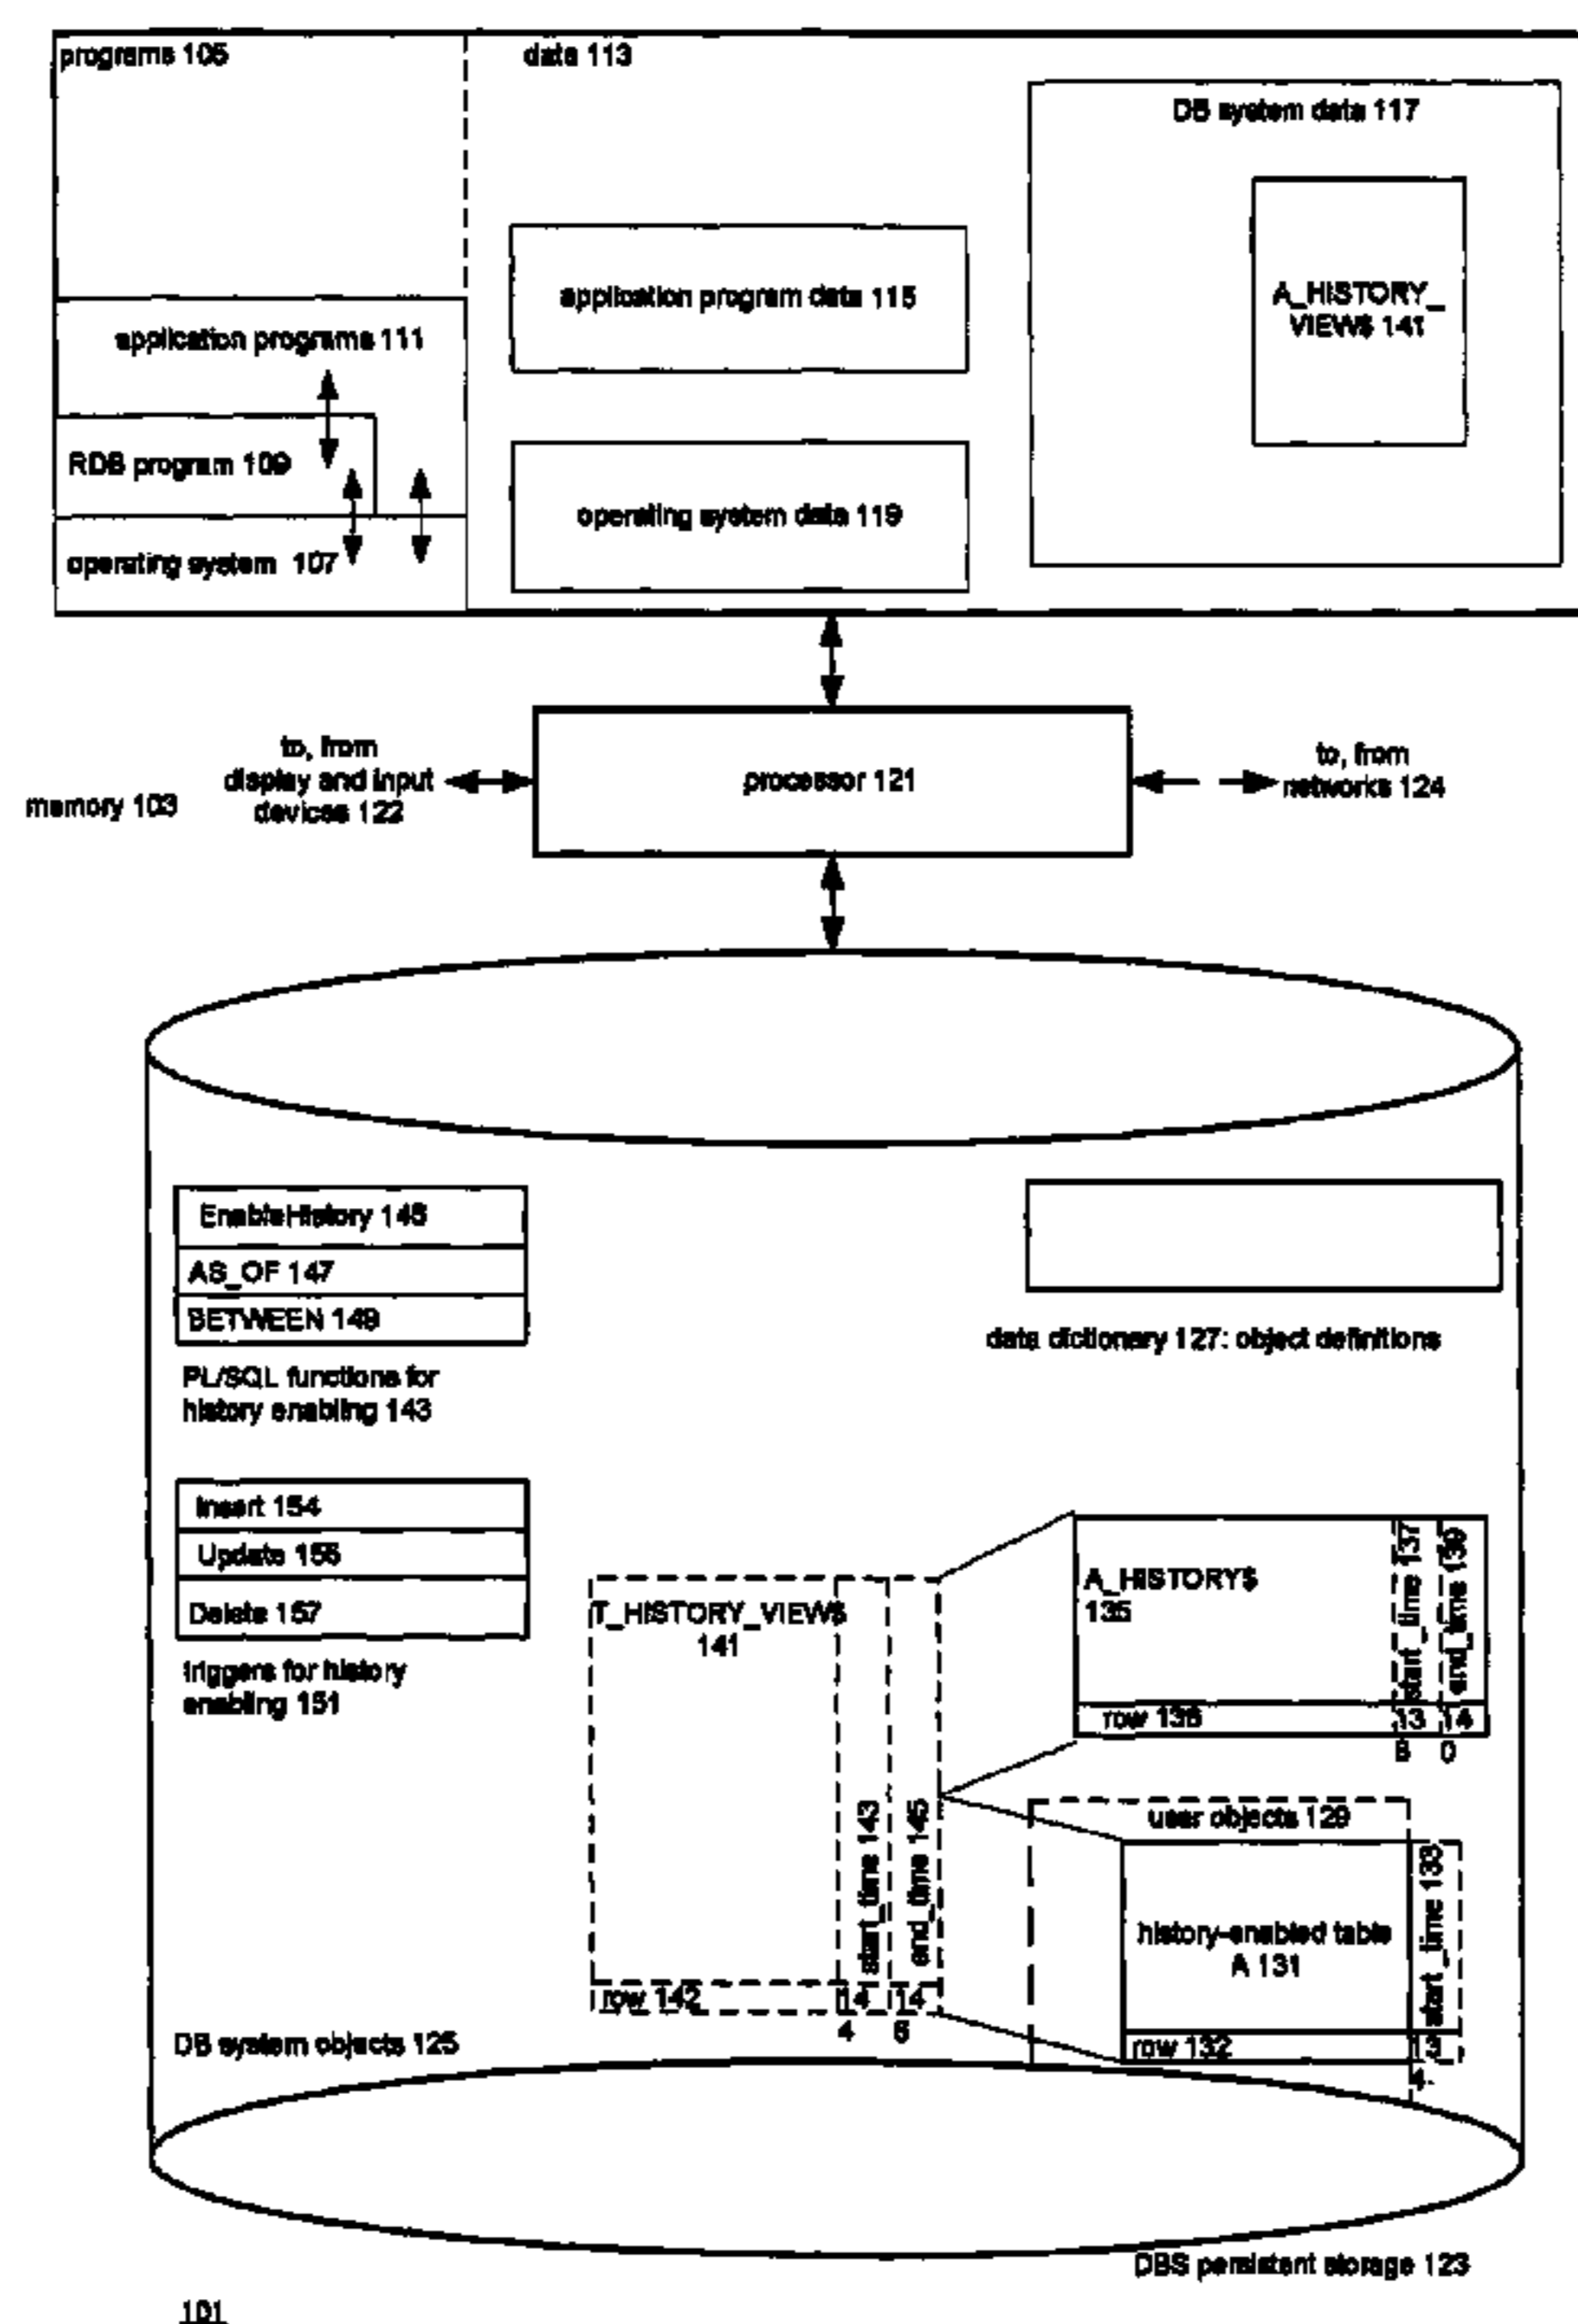 programs 105
data 113
DB system data 117
A_HISTORY_
VIEW$ 141
application program data 115
application programs 111
RDB program 109
operating system data 119
operating system 107
to, from
display and input
devices 122
processor 121
to, from
networks 124
memory 103
EnableHistory 145
AS_OF 147
BETWEEN 149
PL/SQL functions for
history enabling 143
data dictionary 127: object definitions
Insert 154
Update 155
Delete 157
triggers for history
enabling 151
T_HISTORY_VIEW$
141
start_time 143
end_time 145
row 142
14
4
14
6
A_HISTORY$
135
start_time 137
end_time 139
row 136
13
8
14
0
user objects 129
history-enabled table
A 131
start_time 133
row 132
13
4
DB system objects 125
DBS persistent storage 123
101